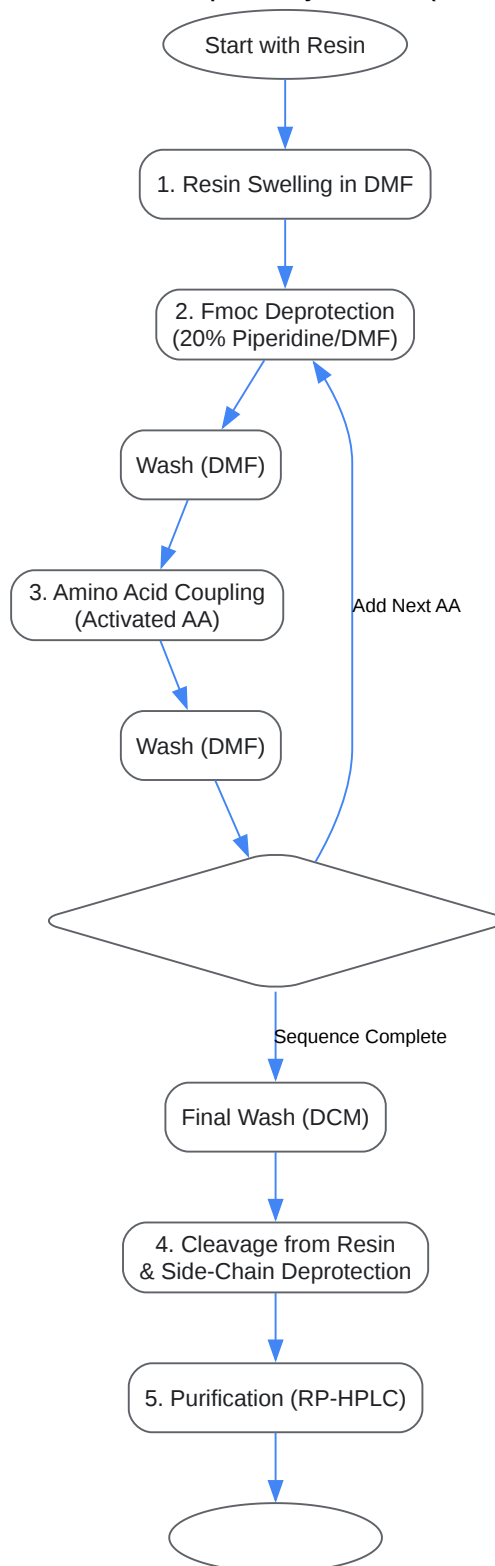 Start with Resin
1. Resin Swelling in DMF
2. Fmoc Deprotection
(20% Piperidine/DMF)
Wash (DMF)
3. Amino Acid Coupling
(Activated AA)
Add Next AA
Wash (DMF)
Sequence Complete
Final Wash (DCM)
4. Cleavage from Resin
& Side-Chain Deprotection
5. Purification (RP-HPLC)